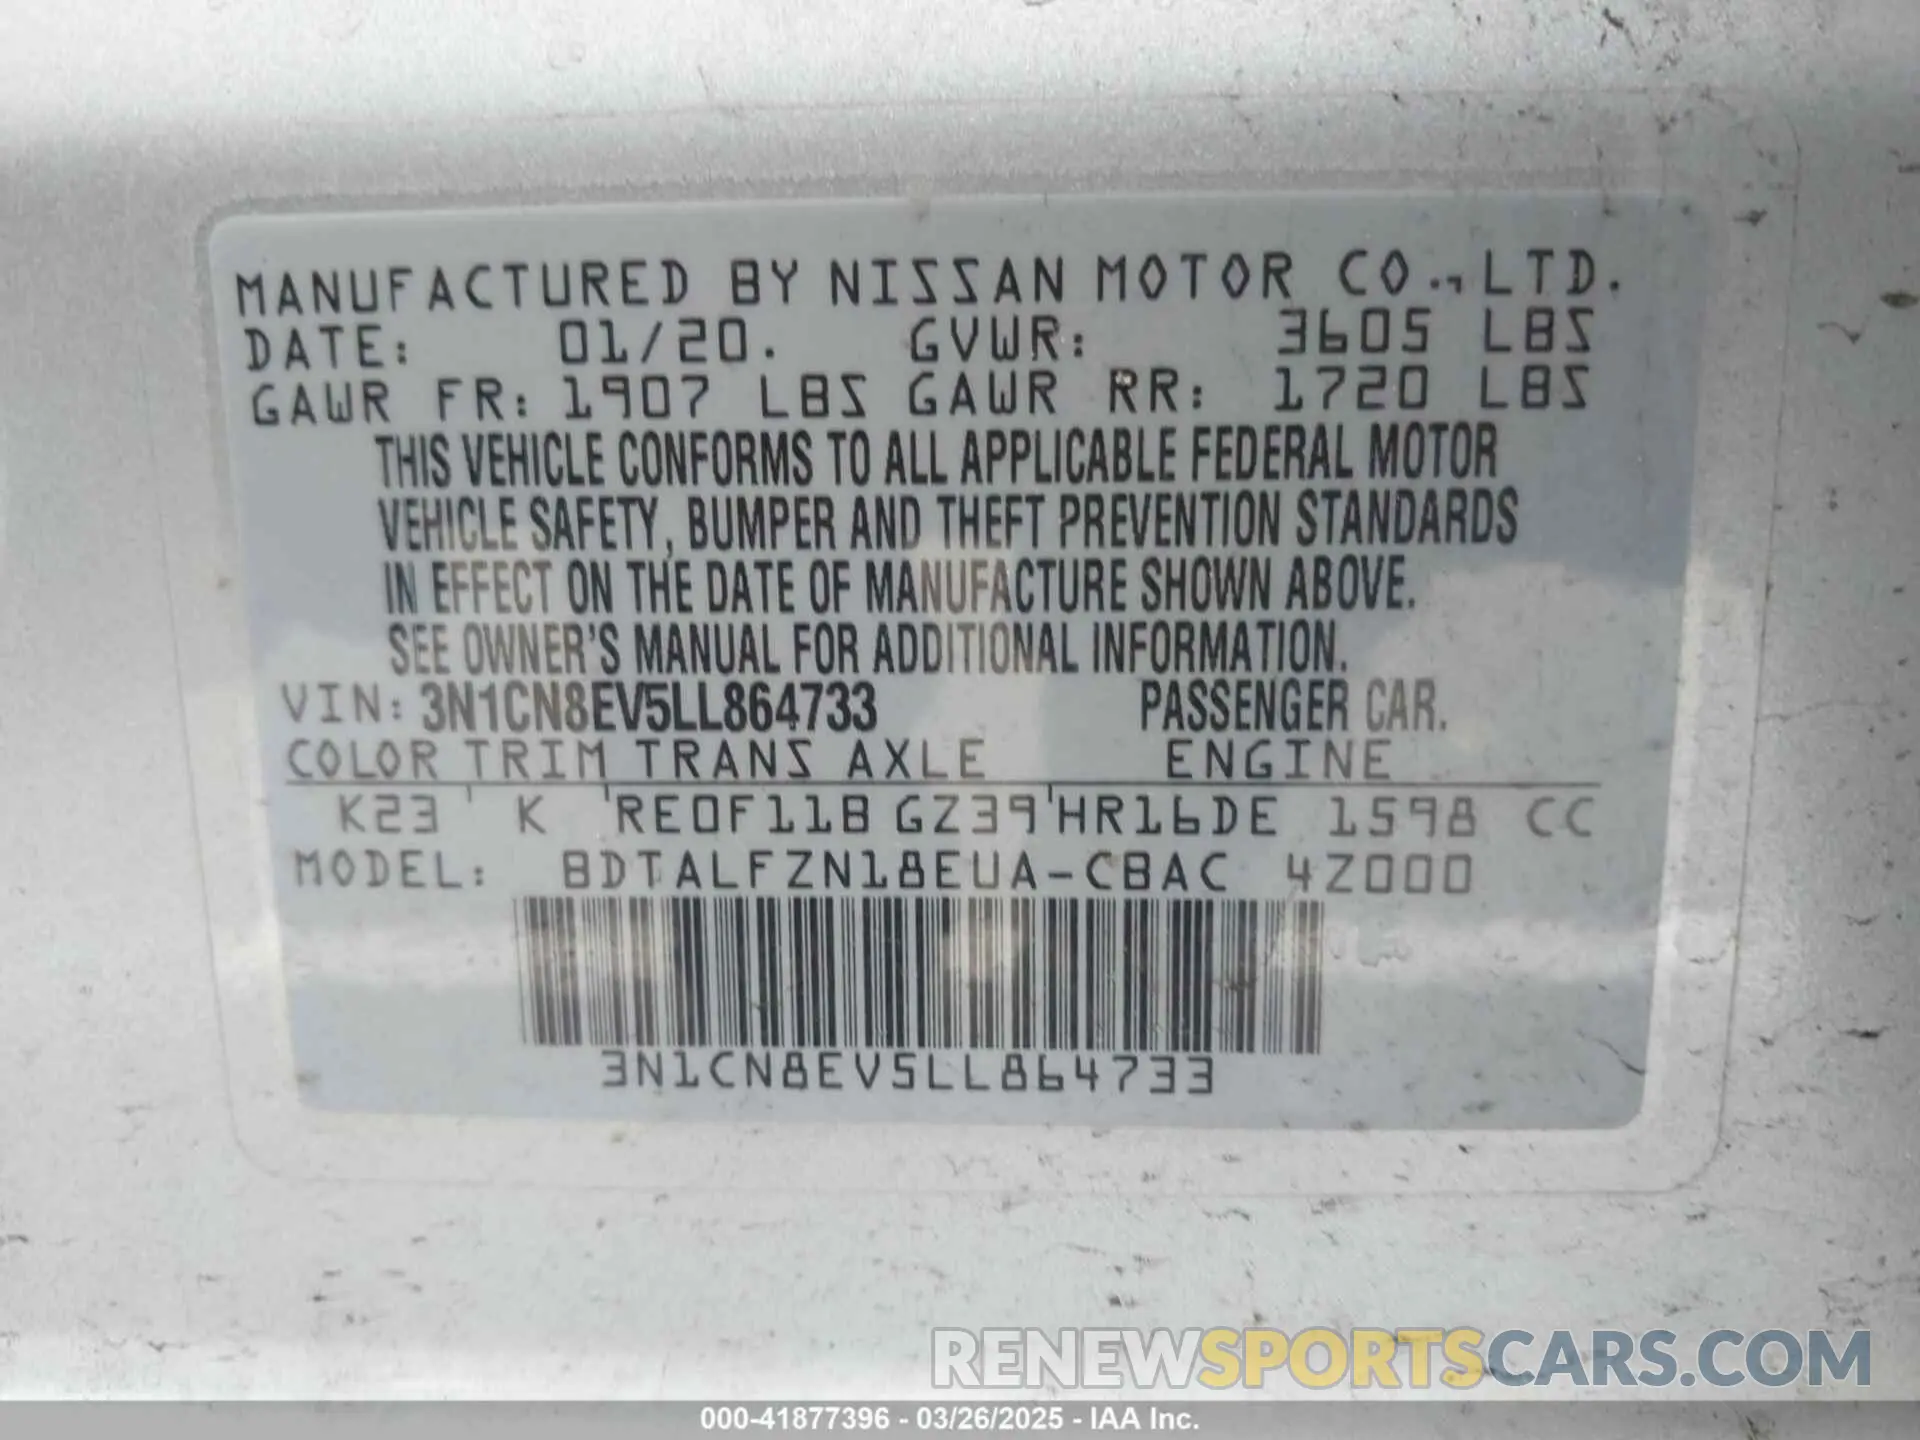 MANUFACTURED BY NISSAN MOTOR CO., LTD.
DATE: 01/20. GVWR: 3605 LBS
GAWR FR: 1907 LBS GAWR RR: 1720 LBS
THIS VEHICLE CONFORMS TO ALL APPLICABLE FEDERAL MOTOR
VEHICLE SAFETY, BUMPER AND THEFT PREVENTION STANDARDS
IN EFFECT ON THE DATE OF MANUFACTURE SHOWN ABOVE.
SEE OWNER'S MANUAL FOR ADDITIONAL INFORMATION.
VIN: 3N1CN8EV5LL864733 PASSENGER CAR.
COLOR TRIM TRANS AXLE ENGINE
K23 K RE0F11B GZ39 HR16DE 1598 CC
MODEL: BDTALFZN18EUA-CBAC 4Z000
3N1CN8EV5LL864733
RENEWSPORTSCARS.COM
000-41877396 - 03/26/2025 - IAA Inc.